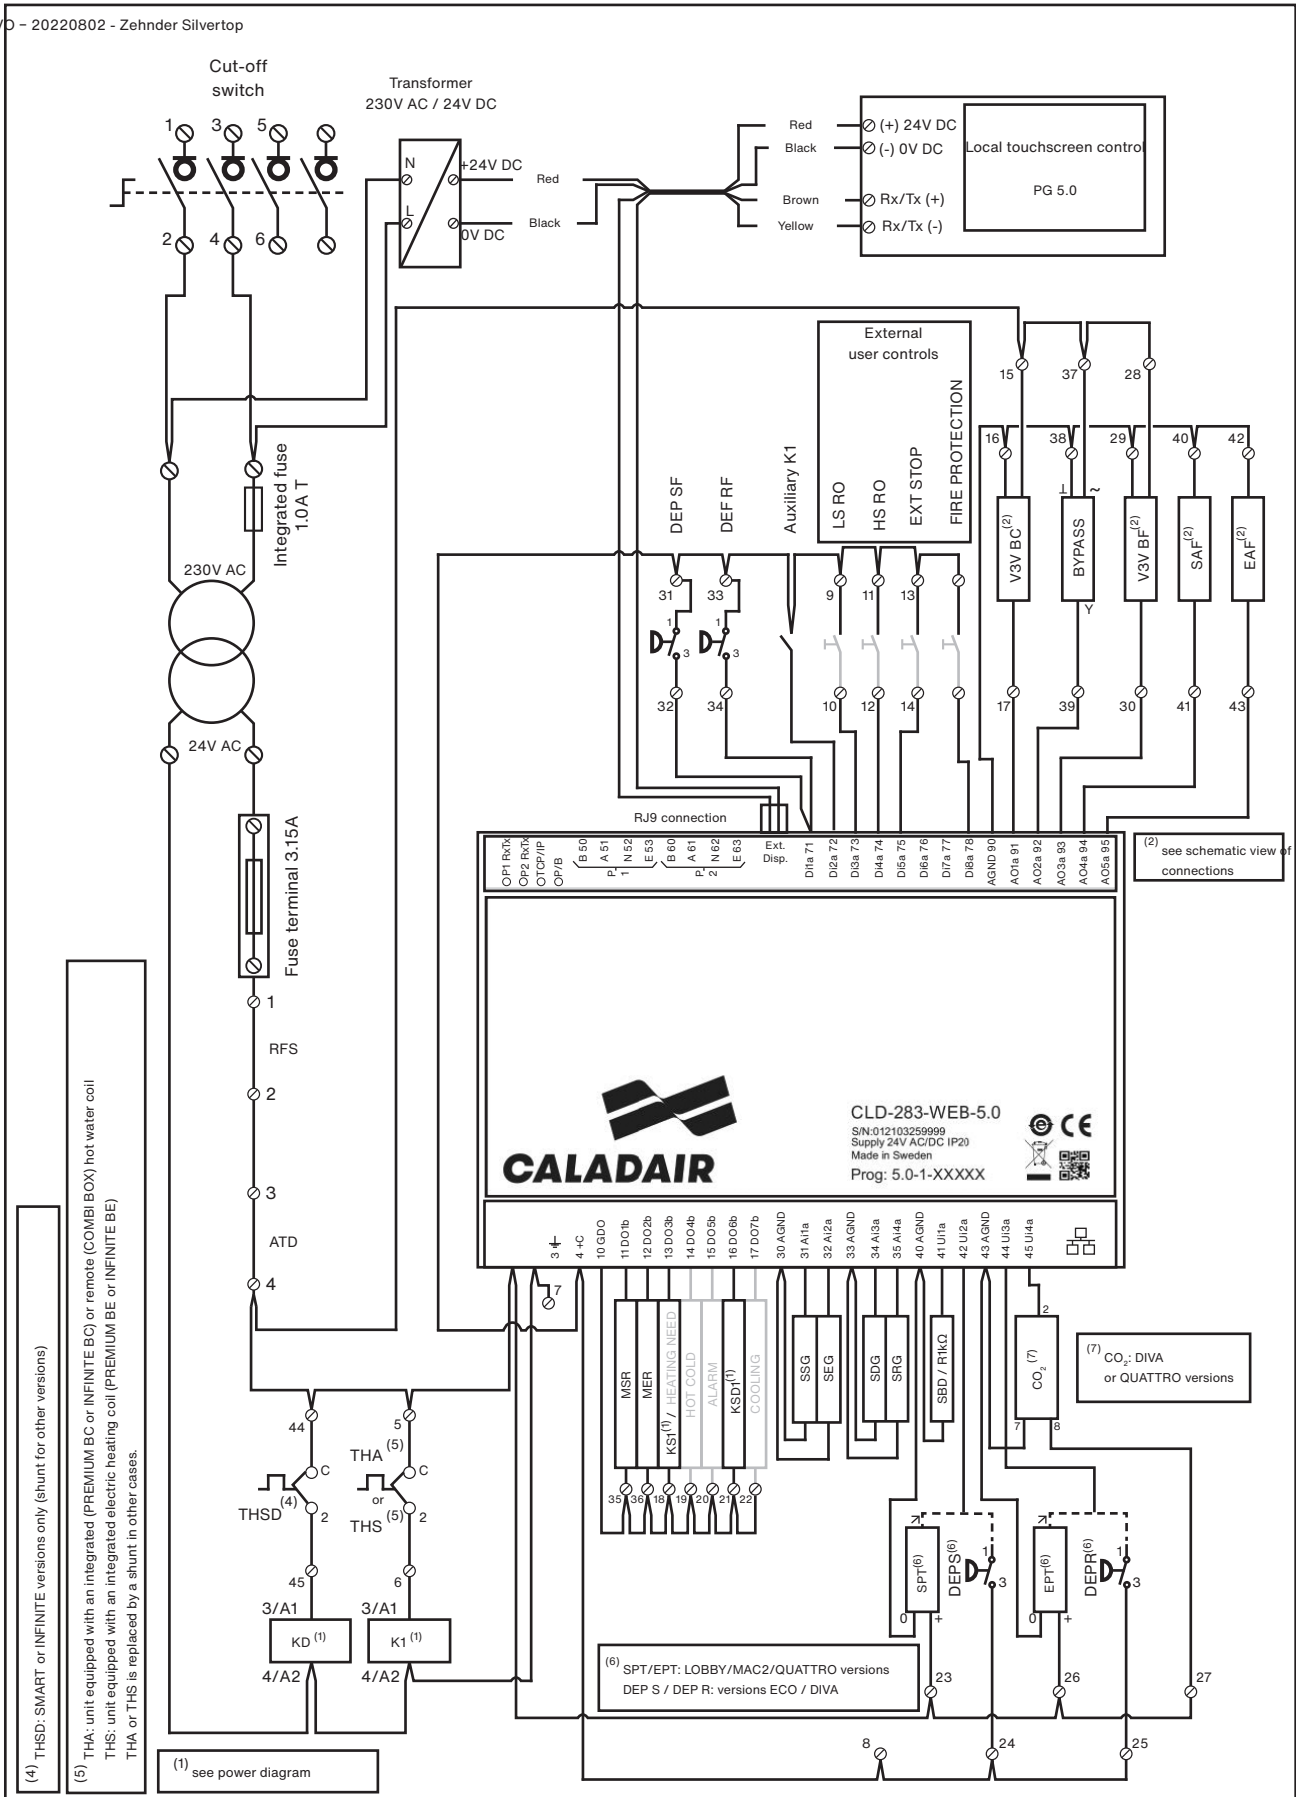 VO – 20220802 - Zehnder Silvertop
Cut-off
switch
Transformer
230V AC / 24V DC
1
3
5
2
4
6
N
L
+24V DC
0V DC
Red
Black
Red
Black
Brown
Yellow
(+) 24V DC
(-) 0V DC
Rx/Tx (+)
Rx/Tx (-)
Local touchscreen control
PG 5.0
External
user controls
LS RO
HS RO
EXT STOP
FIRE PROTECTION
DEP SF
DEF RF
Auxiliary K1
15
37
28
16
38
29
40
42
⊥
~
V3V BC(2)
BYPASS
V3V BF(2)
SAF(2)
EAF(2)
Y
17
39
30
41
43
31
33
9
11
13
1
3
1
3
32
34
10
12
14
Integrated fuse
1.0A T
230V AC
24V AC
Fuse terminal 3.15A
1
RFS
2
3
ATD
4
RJ9 connection
P1 RxTx
P2 RxTx
TCP/IP
P/B
B 50
A 51
N 52
E 53
P
1
B 60
A 61
N 62
E 63
P
2
Ext.
Disp.
DI1a 71
DI2a 72
DI3a 73
DI4a 74
DI5a 75
DI6a 76
DI7a 77
DI8a 78
AGND 90
AO1a 91
AO2a 92
AO3a 93
AO4a 94
AO5a 95
(2) see schematic view of
connections
CALADAIR
CLD-283-WEB-5.0
S/N:012103259999
Supply 24V AC/DC IP20
Made in Sweden
Prog: 5.0-1-XXXXX
e CE
3
4 +C
10 GDO
11 DO1b
12 DO2b
13 DO3b
14 DO4b
15 DO5b
16 DO6b
17 DO7b
30 AGND
31 Ai1a
32 Ai2a
33 AGND
34 Ai3a
35 Ai4a
40 AGND
41 Ui1a
42 Ui2a
43 AGND
44 Ui3a
45 Ui4a
7
MSR
MER
KS1(1) / HEATING NEED
HOT COLD
ALARM
KSD1(1)
COOLING
SSG
SEG
SDG
SRG
SBD / R1kΩ
2
CO2 (7)
7
8
(7) CO2: DIVA
or QUATTRO versions
35
36
18
19
20
21
22
44
5
THA (5)
C
C
or
THSD (4)
2
THS (5)
2
45
6
3/A1
3/A1
KD (1)
K1 (1)
4/A2
4/A2
SPT(6)
0
+
DEPS(6)
1
3
EPT(6)
0
+
DEPR(6)
1
3
23
26
27
8
24
25
(6) SPT/EPT: LOBBY/MAC2/QUATTRO versions
DEP S / DEP R: versions ECO / DIVA
(1) see power diagram
(4) THSD: SMART or INFINITE versions only (shunt for other versions)
(5) THA: unit equipped with an integrated (PREMIUM BC or INFINITE BC) or remote (COMBI BOX) hot water coil
THS: unit equipped with an integrated electric heating coil (PREMIUM BE or INFINITE BE)
THA or THS is replaced by a shunt in other cases.